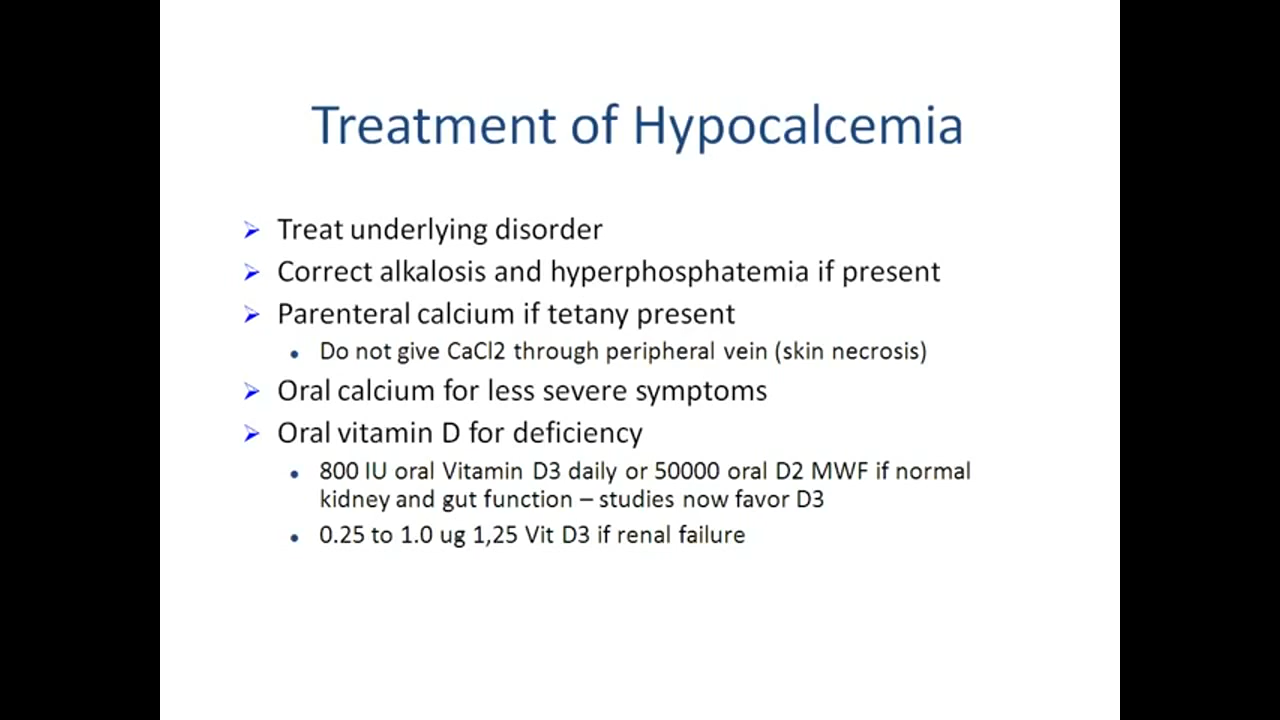 Treatment of Hypocalcemia
Treat underlying disorder
Correct alkalosis and hyperphosphatemia if present
Parenteral calcium if tetany present
Do not give CaCl2 through peripheral vein (skin necrosis)
Oral calcium for less severe symptoms
Oral vitamin D for deficiency
800 IU oral Vitamin D3 daily or 50000 oral D2 MWF if normal
kidney and gut function – studies now favor D3
0.25 to 1.0 ug 1,25 Vit D3 if renal failure